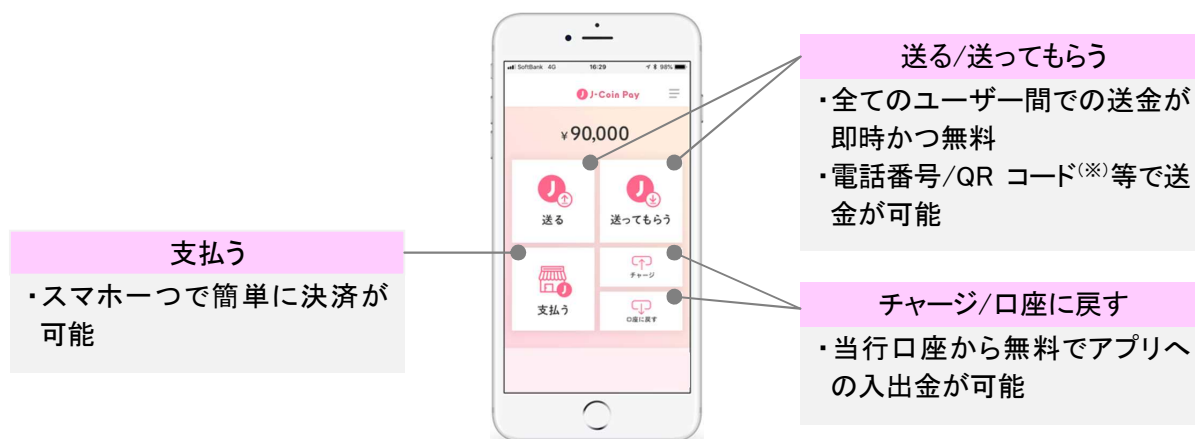 SoftBank 4G 16:29 98%
J-Coin Pay
¥90,000
送る
送ってもらう
支払う
チャージ
口座に戻す
支払う
・スマホ一つで簡単に決済が
可能
送る/送ってもらう
・全てのユーザー間での送金が
即時かつ無料
・電話番号/QR コード(※)等で送
金が可能
チャージ/口座に戻す
・当行口座から無料でアプリへ
の入出金が可能